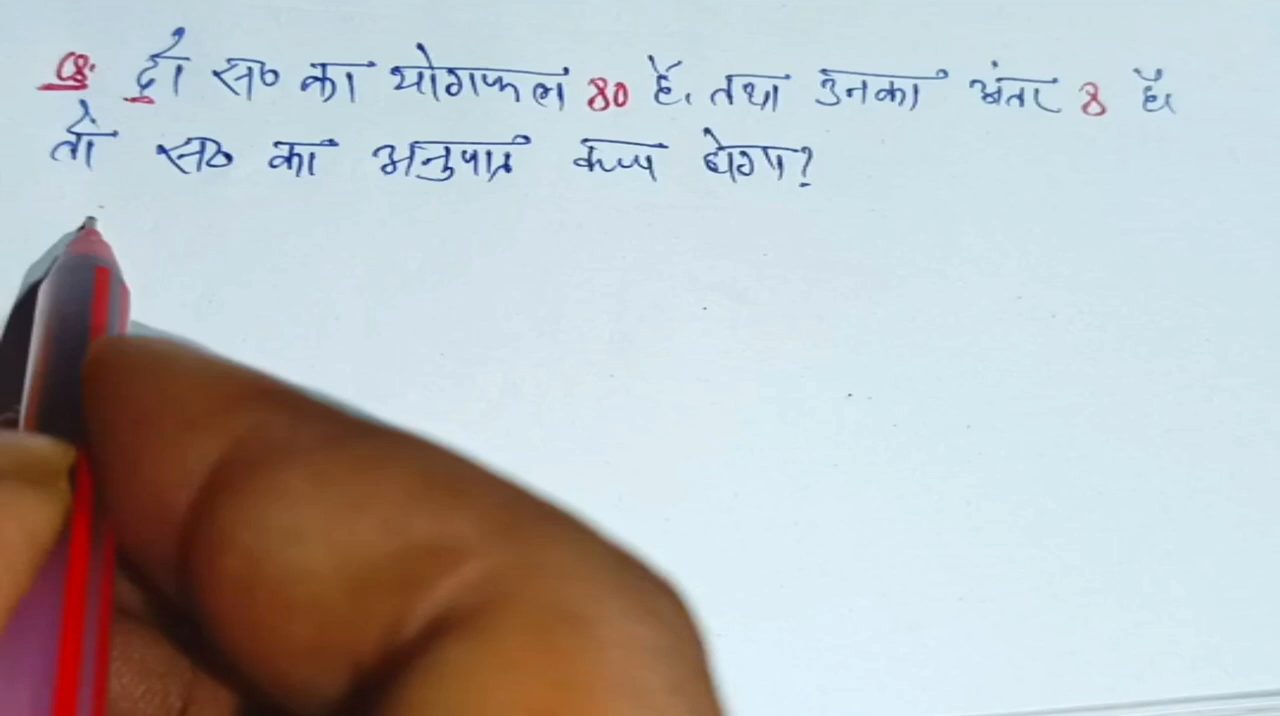 Q. दो सं० का योगफल 80 है, तथा उनका अंतर 8 है।
तो सं० का अनुपात क्या होगा?